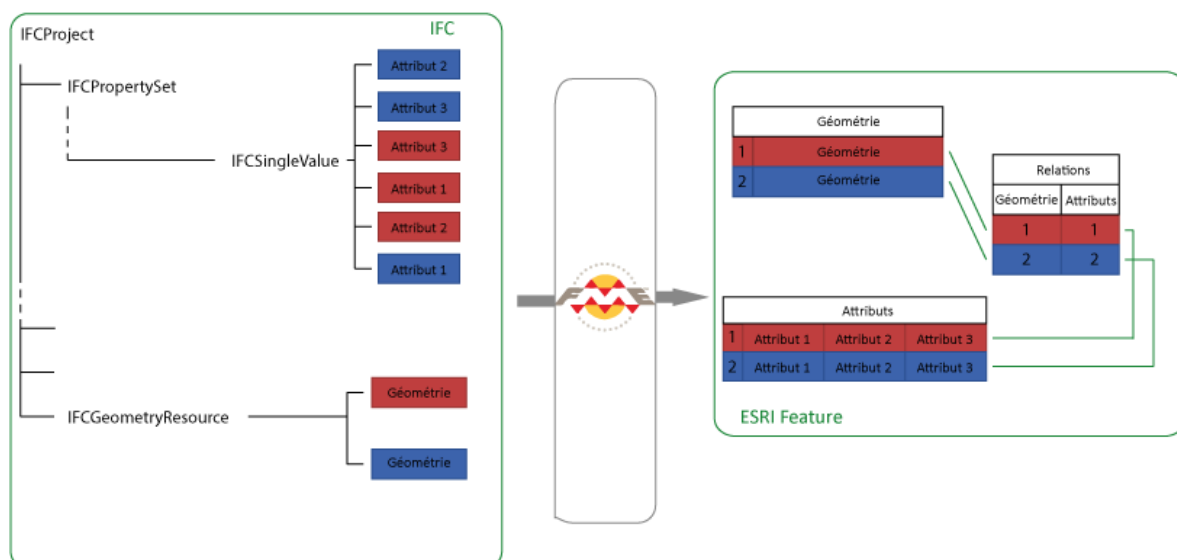 IFC
IFCProject
IFCPropertySet
IFCSingleValue
Attribut 2
Attribut 3
Attribut 3
Attribut 1
Attribut 2
Attribut 1
IFCGeometryResource
Géométrie
Géométrie
FME
Géométrie
1 Géométrie
2 Géométrie
Relations
Géométrie Attributs
1 1
2 2
Attributs
1 Attribut 1 Attribut 2 Attribut 3
2 Attribut 1 Attribut 2 Attribut 3
ESRI Feature